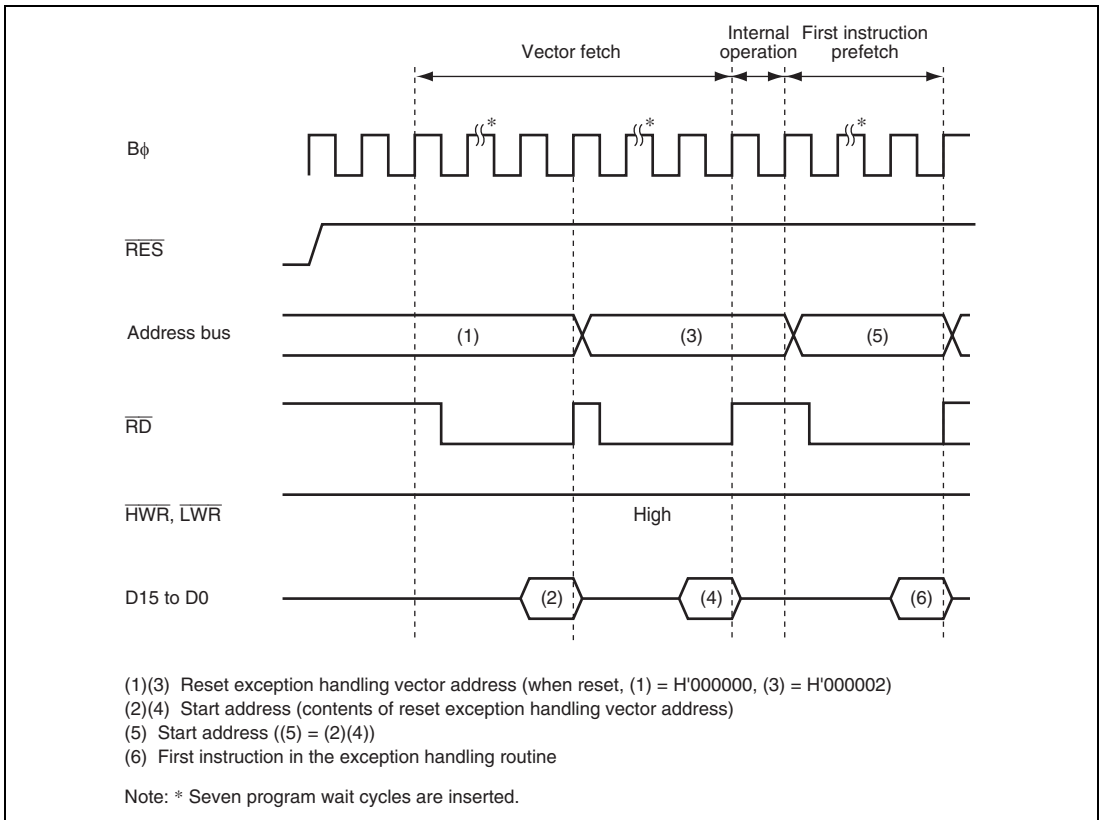 Vector fetch
Internal operation
First instruction prefetch
*
*
*
Bφ
RES
Address bus
(1)
(3)
(5)
RD
HWR, LWR
High
D15 to D0
(2)
(4)
(6)
(1)(3) Reset exception handling vector address (when reset, (1) = H'000000, (3) = H'000002)
(2)(4) Start address (contents of reset exception handling vector address)
(5) Start address ((5) = (2)(4))
(6) First instruction in the exception handling routine
Note: * Seven program wait cycles are inserted.